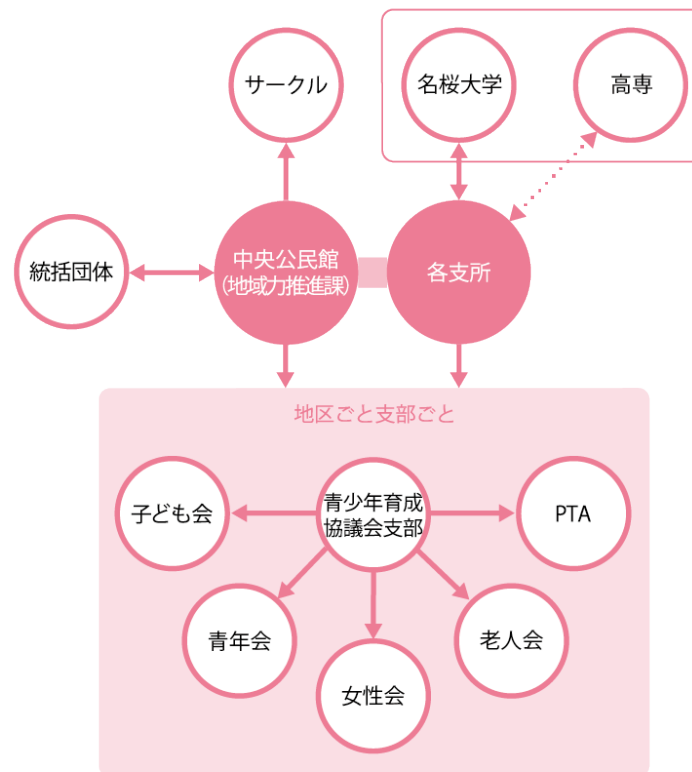 サークル
名桜大学
高専
統括団体
中央公民館
(地域力推進課)
各支所
地区ごと支部ごと
子ども会
青少年育成
協議会支部
PTA
青年会
老人会
女性会